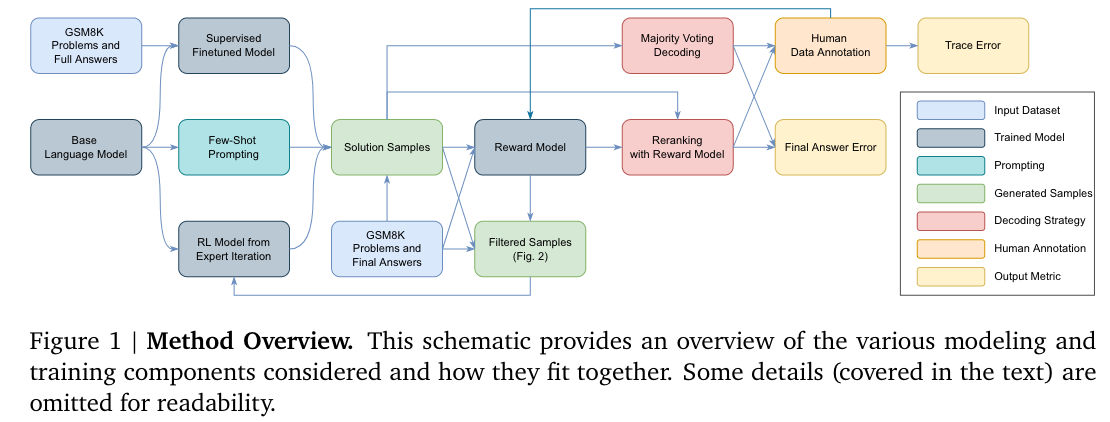 GSM8K
Problems and
Full Answers
Supervised
Finetuned Model
Majority Voting
Decoding
Human
Data Annotation
Trace Error
Base
Language Model
Few-Shot
Prompting
Solution Samples
Reward Model
Reranking
with Reward Model
Final Answer Error
RL Model from
Expert Iteration
GSM8K
Problems and
Final Answers
Filtered Samples
(Fig. 2)
Input Dataset
Trained Model
Prompting
Generated Samples
Decoding Strategy
Human Annotation
Output Metric
Figure 1 | Method Overview. This schematic provides an overview of the various modeling and
training components considered and how they fit together. Some details (covered in the text) are
omitted for readability.